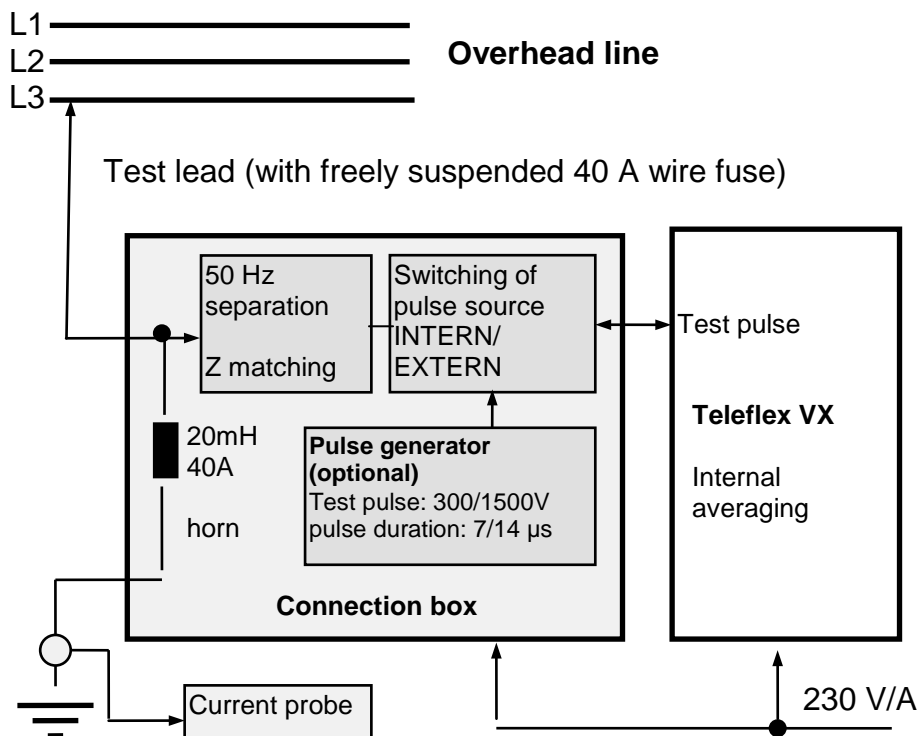 L1
L2
L3
Overhead line
Test lead (with freely suspended 40 A wire fuse)
50 Hz
separation
Z matching
Switching of
pulse source
INTERN/
EXTERN
Test pulse
Teleflex VX
Internal
averaging
20mH
40A
horn
Pulse generator
(optional)
Test pulse: 300/1500V
pulse duration: 7/14 µs
Connection box
Current probe
230 V/A